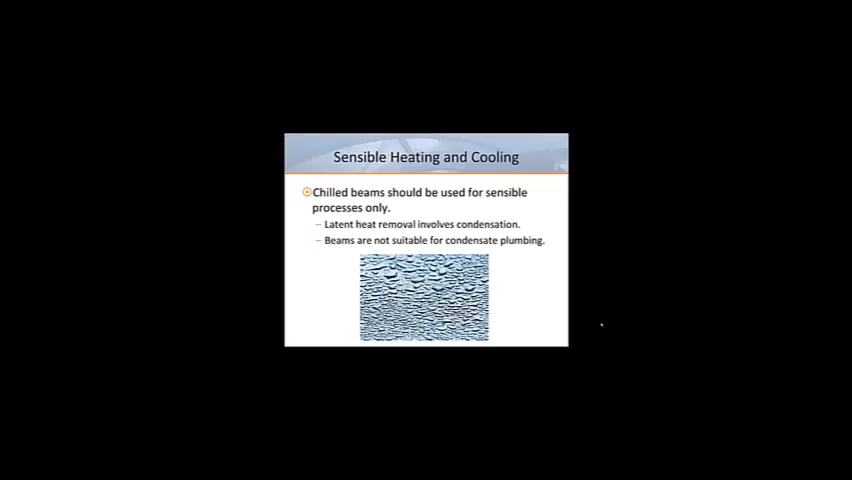 Sensible Heating and Cooling
Chilled beams should be used for sensible
processes only.
– Latent heat removal involves condensation.
– Beams are not suitable for condensate plumbing.